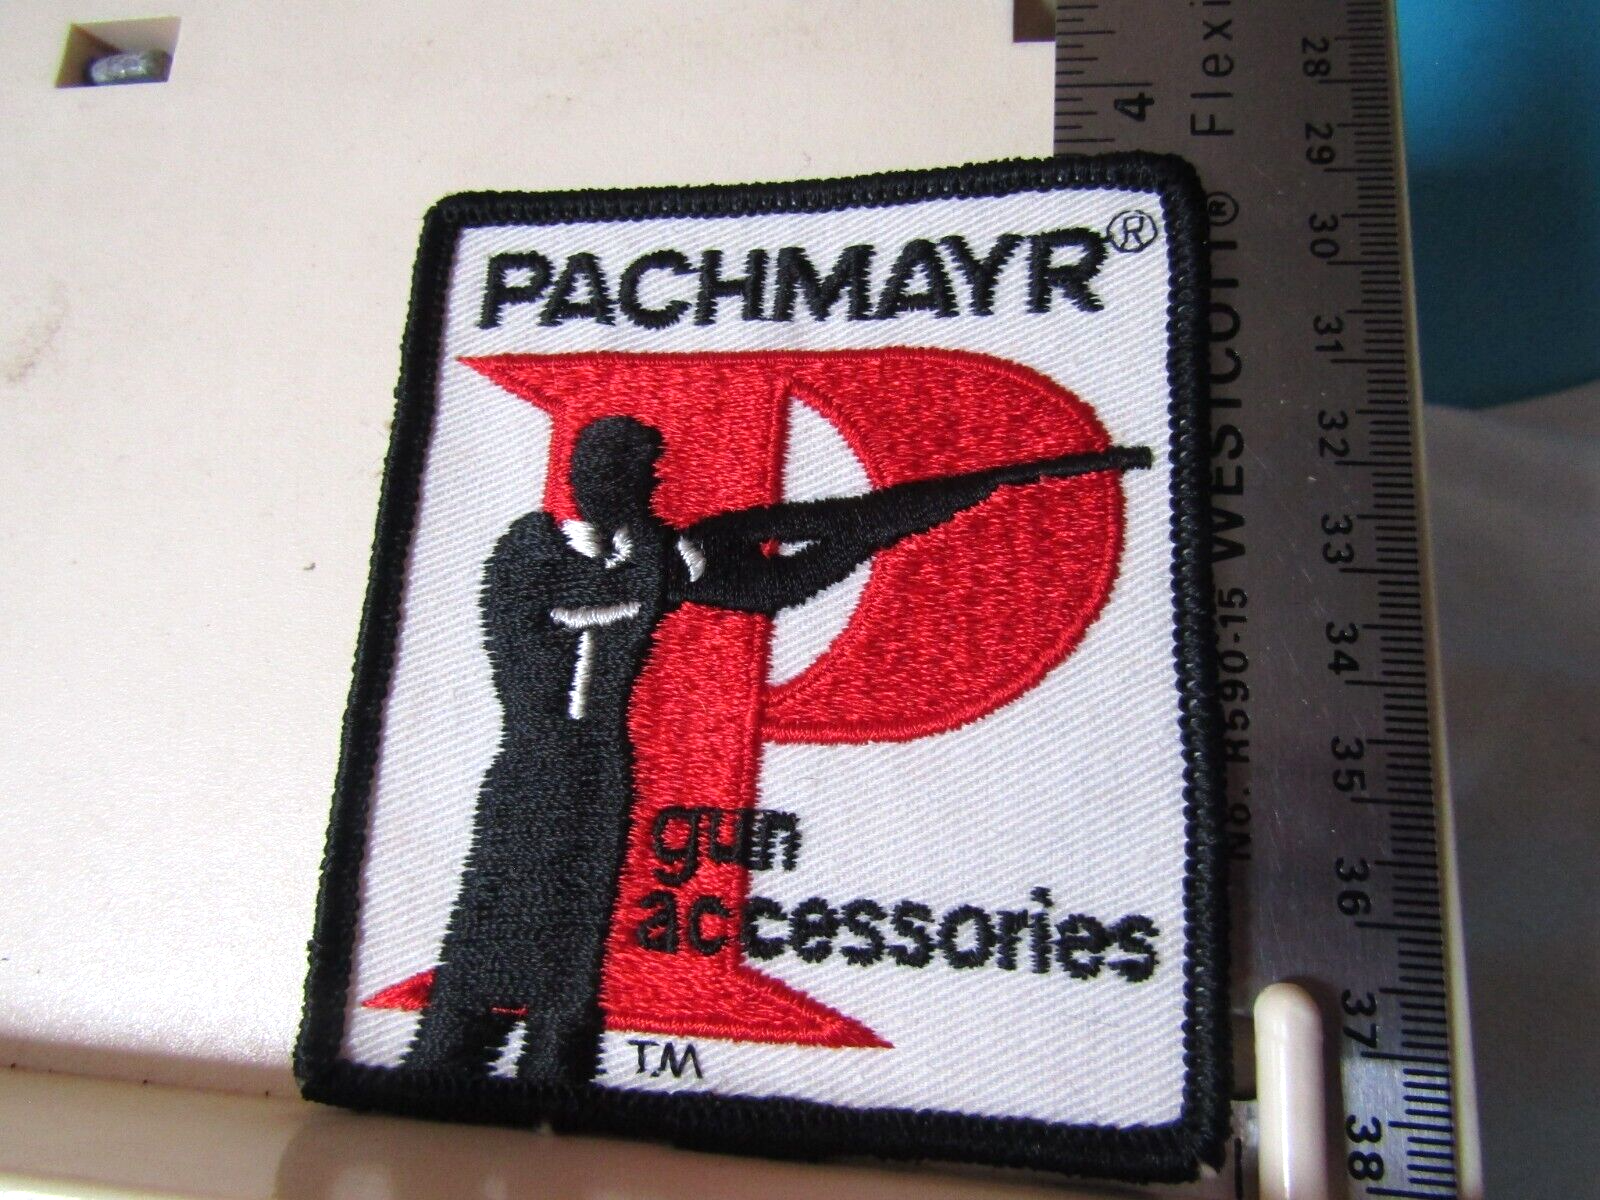 PACHMAYR®
gun
accessories
TM
4
Flexi
No. R590-15 WESTCOTT®
28
29
30
31
32
33
34
35
36
37
38